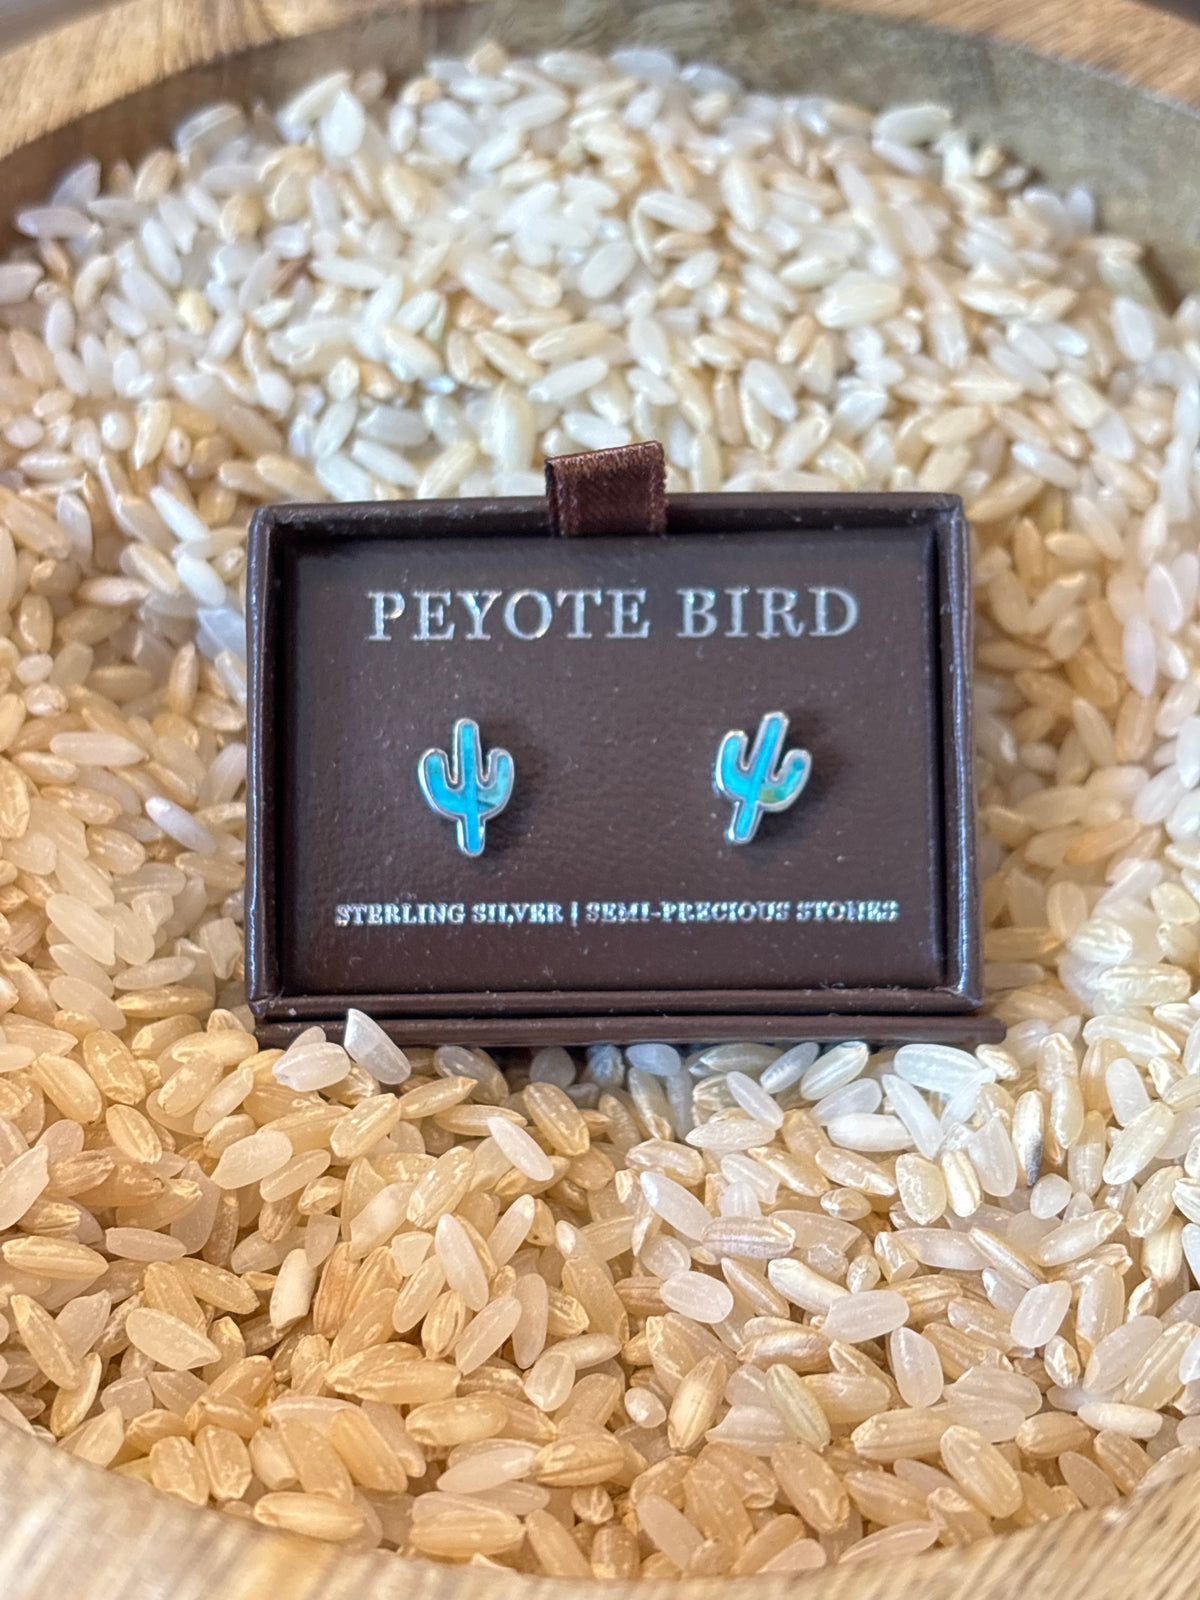 PEYOTE BIRD
STERLING SILVER | SEMI-PRECIOUS STONES